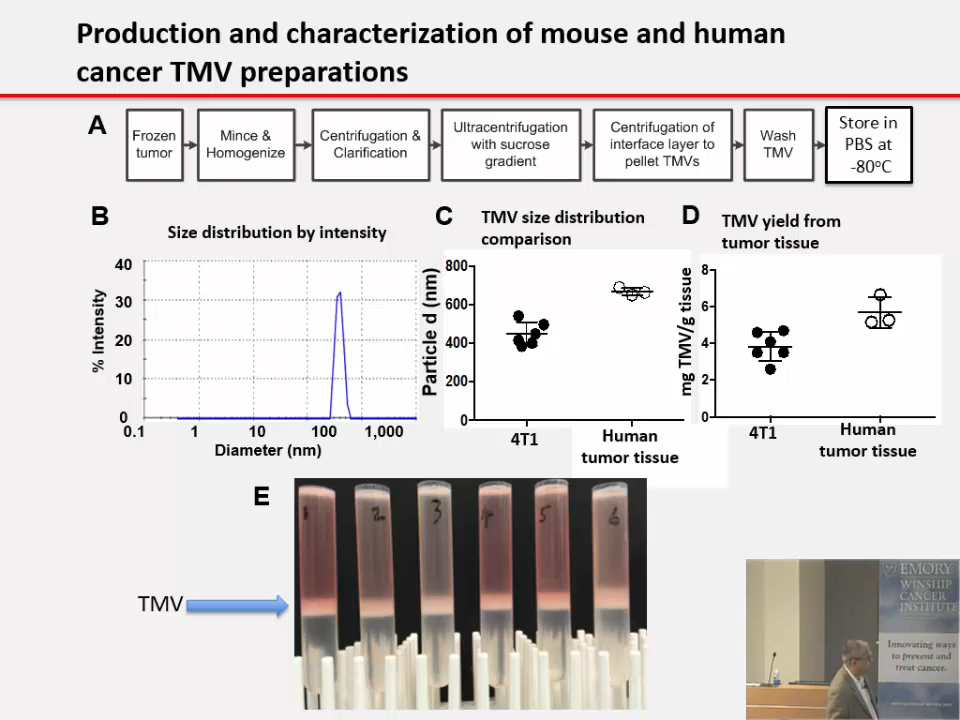 Production and characterization of mouse and human
cancer TMV preparations
A
Frozen
tumor
Mince &
Homogenize
Centrifugation &
Clarification
Ultracentrifugation
with sucrose
gradient
Centrifugation of
interface layer to
pellet TMVs
Wash
TMV
Store in
PBS at
-80°C
B
Size distribution by intensity
% Intensity
40
30
20
10
0
0.1 1 10 100 1,000
Diameter (nm)
C
TMV size distribution
comparison
Particle d (nm)
800
600
400
200
0
4T1
Human
tumor tissue
D
TMV yield from
tumor tissue
mg TMV/g tissue
8
6
4
2
0
4T1
Human
tumor tissue
E
1 2 3 4 5 6
TMV
EMORY
WINSHIP
CANCER
INSTITUTE
Innovating ways
to prevent and
treat cancer.